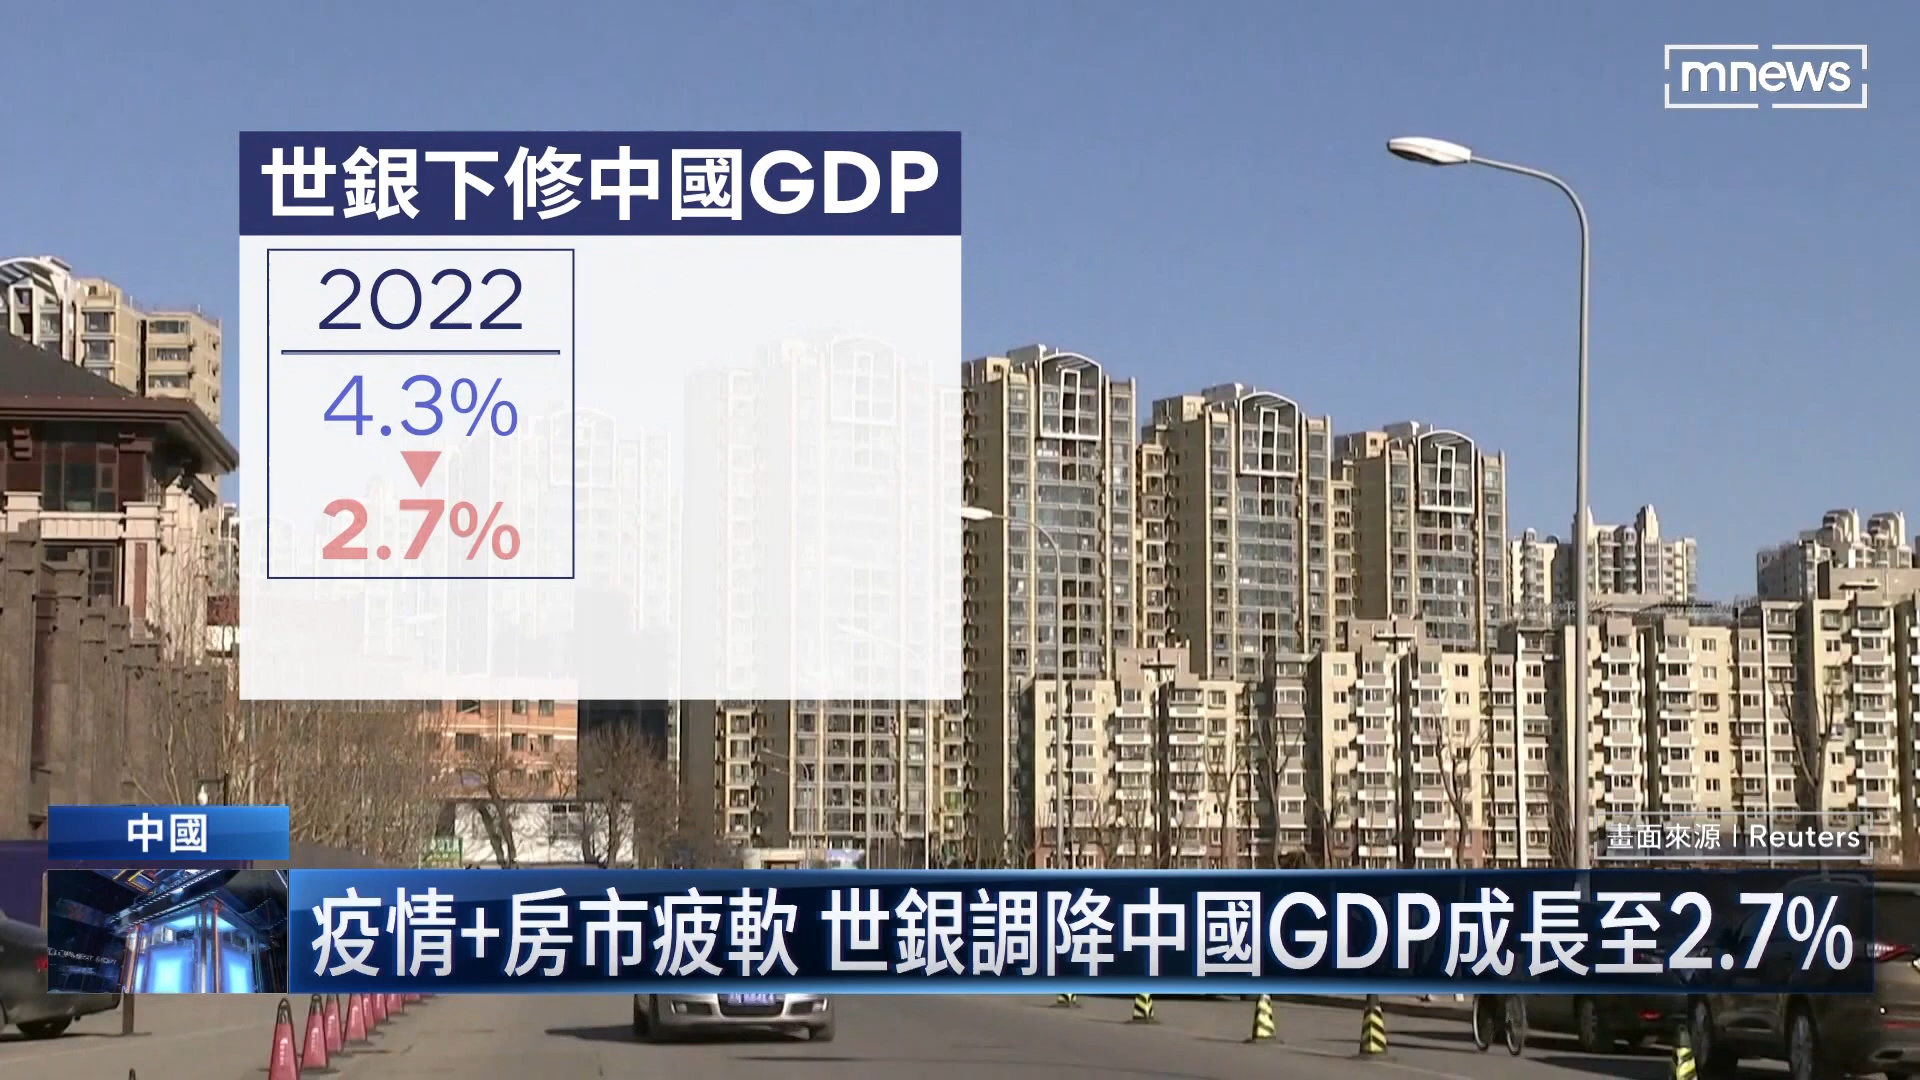 mnews
世銀下修中國GDP
2022
4.3%
2.7%
中國
畫面來源 | Reuters
疫情+房市疲軟 世銀調降中國GDP成長至2.7%